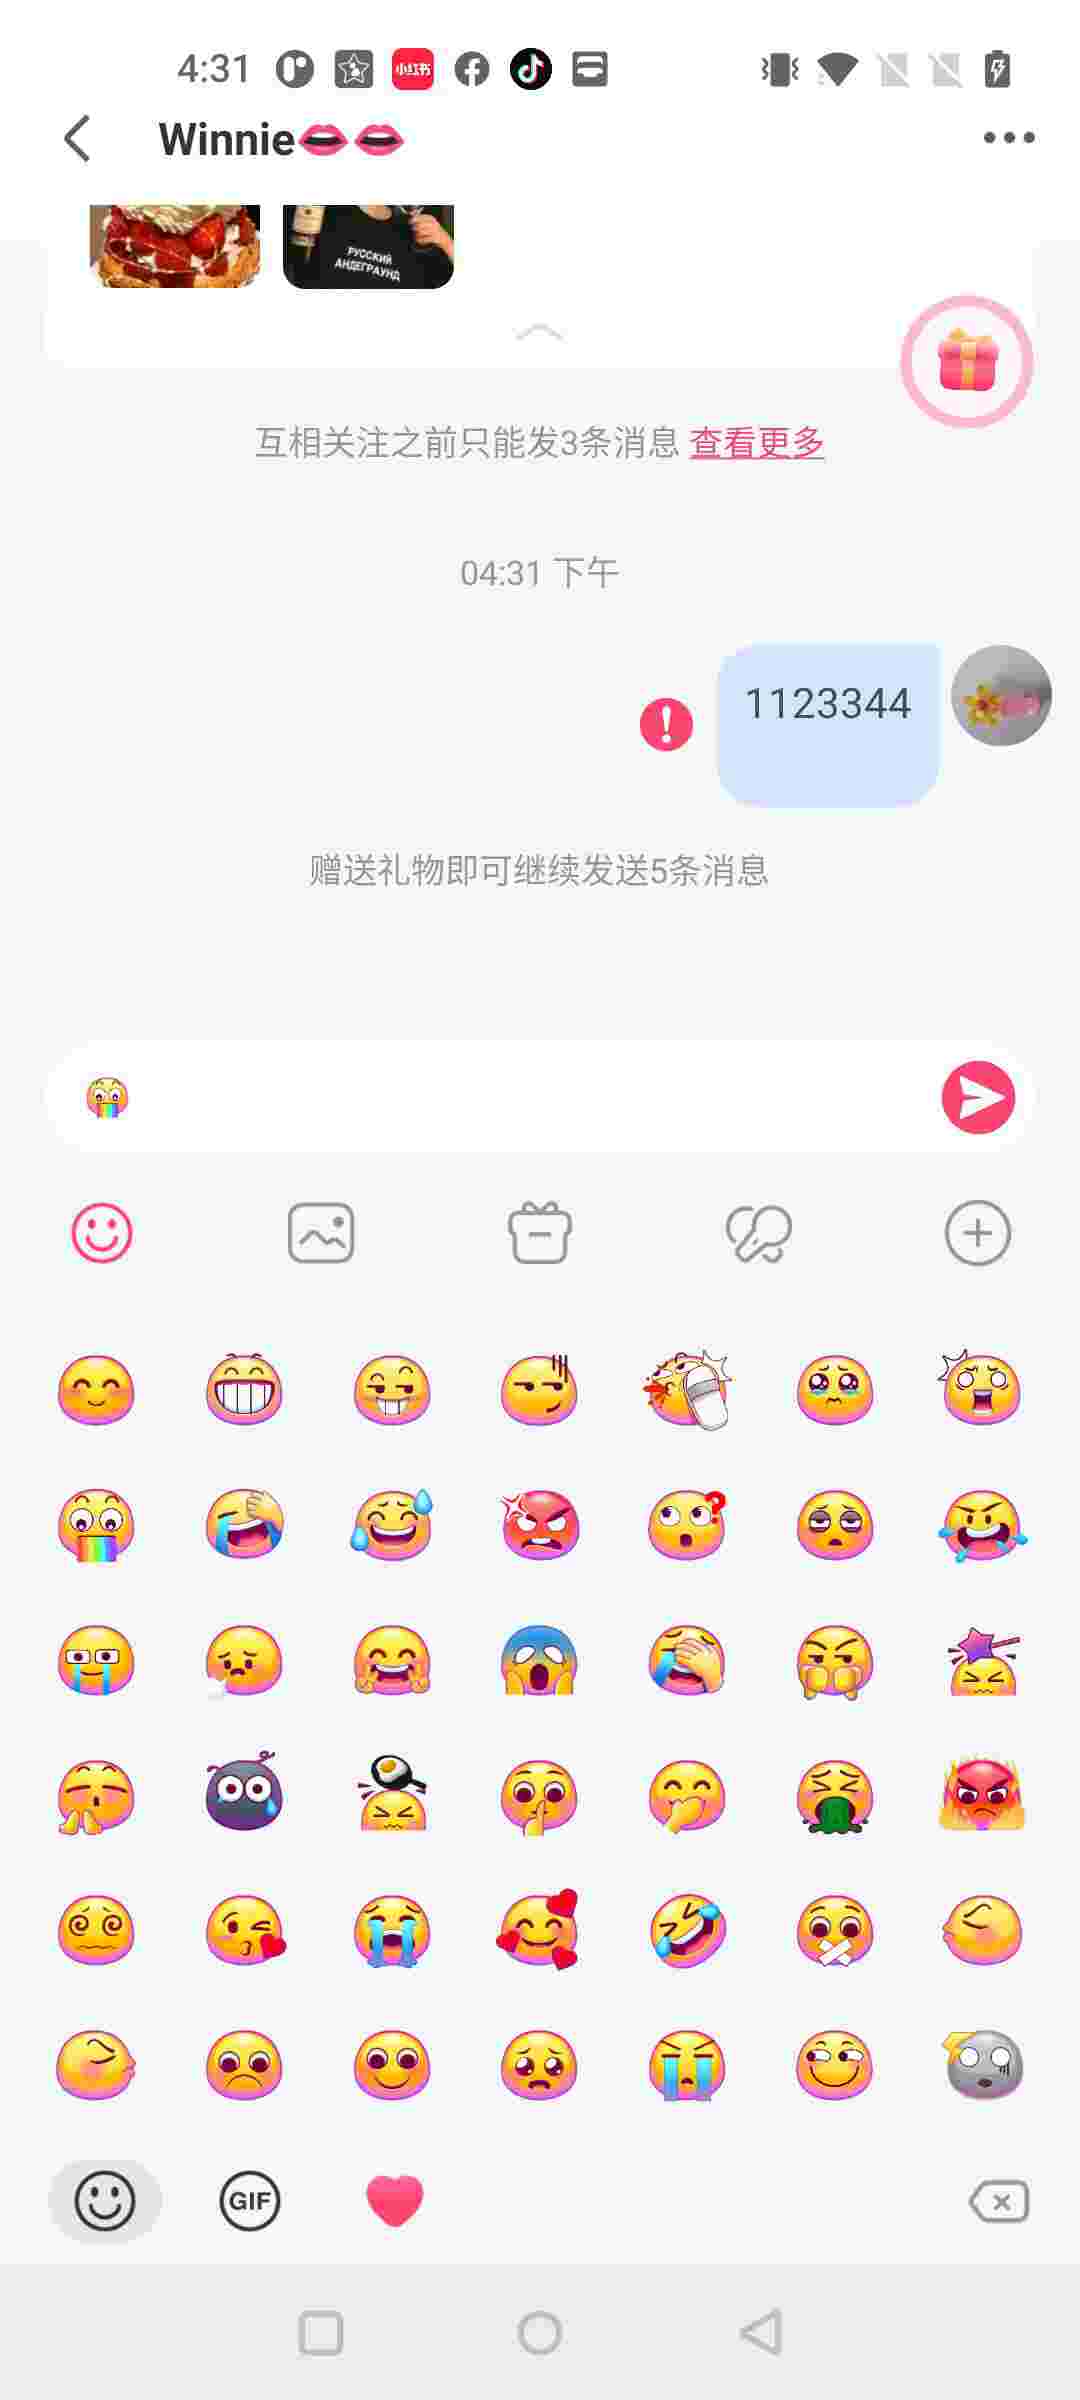 4:31
小红书
Winnie
РУССКИЙ
АНДЕГРАУНД
互相关注之前只能发3条消息 查看更多
04:31 下午
1123344
赠送礼物即可继续发送5条消息
GIF